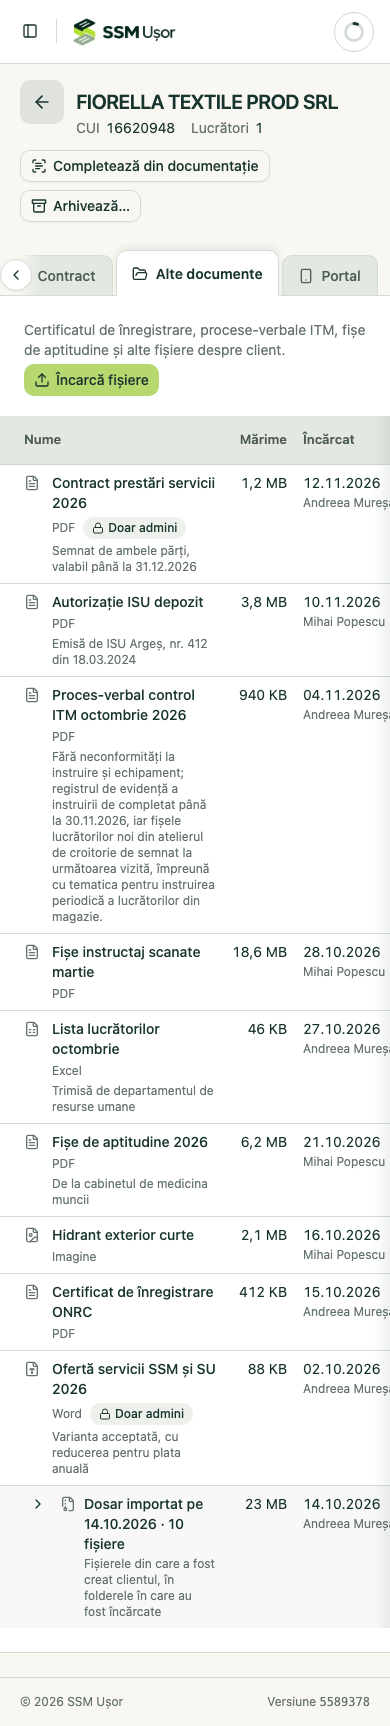 SSM Ușor
FIORELLA TEXTILE PROD SRL
CUI 16620948 Lucrători 1
Completează din documentație
Arhivează...
Contract
Alte documente
Portal
Certificatul de înregistrare, procese-verbale ITM, fișe
de aptitudine și alte fișiere despre client.
Încarcă fișiere
Nume Mărime Încărcat
Contract prestări servicii 1,2 MB 12.11.2026
2026 Andreea Mureșa
PDF Doar admini
Semnat de ambele părți,
valabil până la 31.12.2026
Autorizație ISU depozit 3,8 MB 10.11.2026
PDF Mihai Popescu
Emisă de ISU Argeș, nr. 412
din 18.03.2024
Proces-verbal control 940 KB 04.11.2026
ITM octombrie 2026 Andreea Mureșa
PDF
Fără neconformități la
instruire și echipament;
registrul de evidență a
instruirii de completat până
la 30.11.2026, iar fișele
lucrătorilor noi din atelierul
de croitorie de semnat la
următoarea vizită, împreună
cu tematica pentru instruirea
periodică a lucrătorilor din
magazie.
Fișe instructaj scanate 18,6 MB 28.10.2026
martie Mihai Popescu
PDF
Lista lucrătorilor 46 KB 27.10.2026
octombrie Andreea Mureșa
Excel
Trimisă de departamentul de
resurse umane
Fișe de aptitudine 2026 6,2 MB 21.10.2026
PDF Mihai Popescu
De la cabinetul de medicina
muncii
Hidrant exterior curte 2,1 MB 16.10.2026
Imagine Mihai Popescu
Certificat de înregistrare 412 KB 15.10.2026
ONRC Andreea Mureșa
PDF
Ofertă servicii SSM și SU 88 KB 02.10.2026
2026 Andreea Mureșa
Word Doar admini
Varianta acceptată, cu
reducerea pentru plata
anuală
Dosar importat pe 23 MB 14.10.2026
14.10.2026 · 10 Andreea Mureșa
fișiere
Fișierele din care a fost
creat clientul, în
folderele în care au
fost încărcate
© 2026 SSM Ușor Versiune 5589378